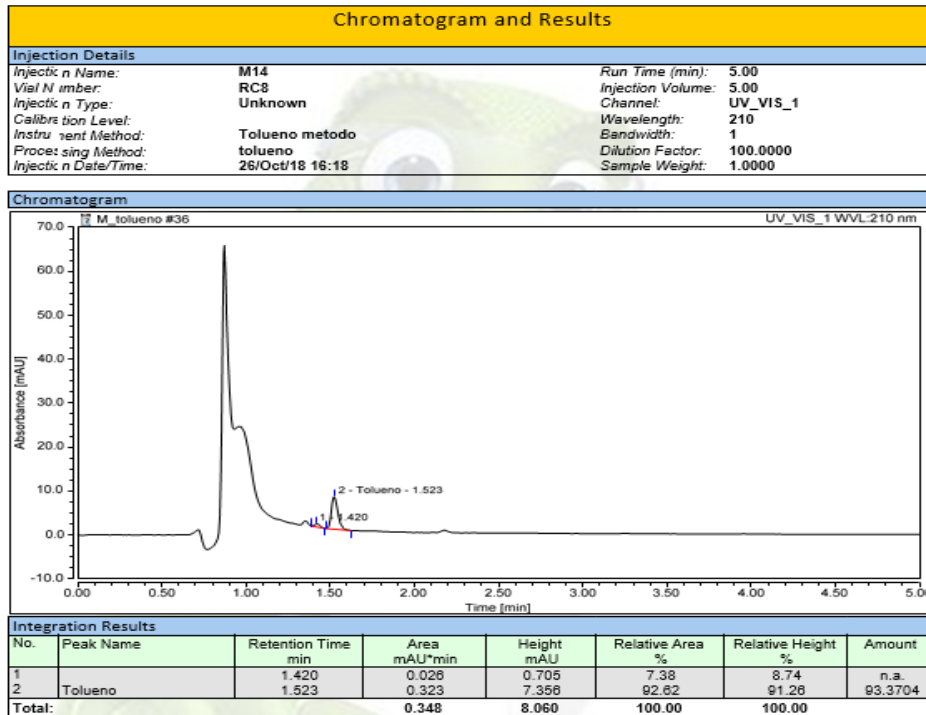 Chromatogram and Results
Injection Details
Injectic n Name: M14 Run Time (min): 5.00
Vial N imber: RC8 Injection Volume: 5.00
Injectic n Type: Unknown Channel: UV_VIS_1
Calibra tion Level: Wavelength: 210
Instru nent Method: Tolueno metodo Bandwidth: 1
Proces sing Method: tolueno Dilution Factor: 100.0000
Injectic n Date/Time: 26/Oct/18 16:18 Sample Weight: 1.0000
Chromatogram
M_tolueno #36 UV_VIS_1 WVL:210 nm
70.0
60.0
50.0
40.0
30.0
20.0
10.0
0.0
-10.0
Absorbance [mAU]
2 - Tolueno - 1.523
1 - 1.420
0.00 0.50 1.00 1.50 2.00 2.50 3.00 3.50 4.00 4.50 5.0
Time [min]
Integration Results
No. Peak Name Retention Time Area Height Relative Area Relative Height Amount
min mAU*min mAU % %
1 1.420 0.026 0.705 7.38 8.74 n.a.
2 Tolueno 1.523 0.323 7.356 92.62 91.26 93.3704
Total: 0.348 8.060 100.00 100.00